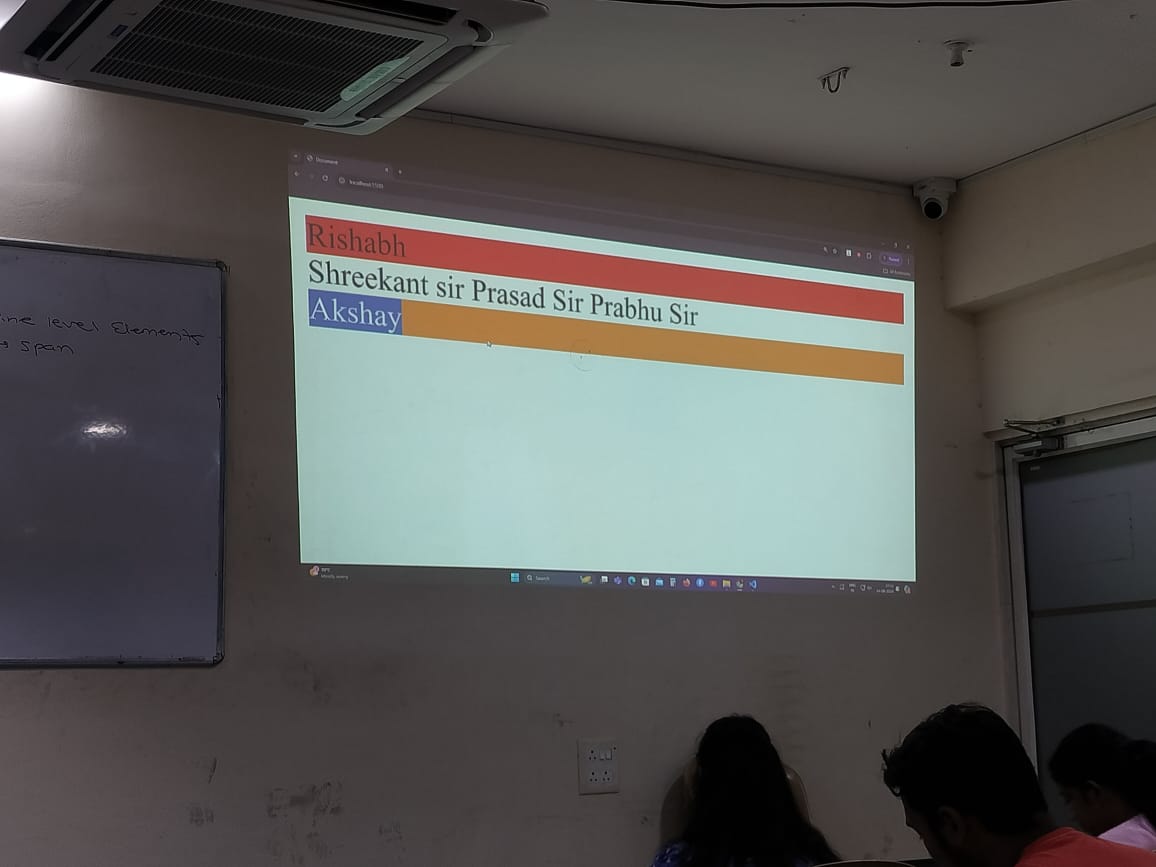 Document
localhost:5500
Rishabh
Shreekant sir Prasad Sir Prabhu Sir
Akshay
ine level Elements
span
Search